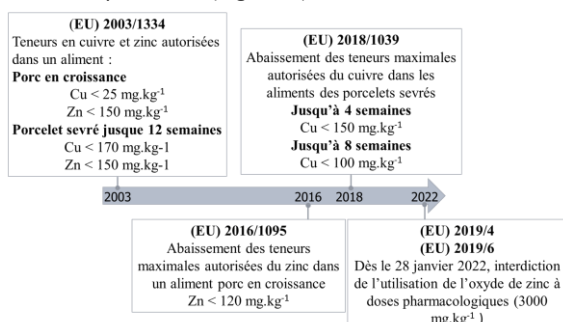 (EU) 2003/1334
Teneurs en cuivre et zinc autorisées
dans un aliment :
Porc en croissance
Cu < 25 mg.kg-1
Zn < 150 mg.kg-1
Porcelet sevré jusque 12 semaines
Cu < 170 mg.kg-1
Zn < 150 mg.kg-1
(EU) 2018/1039
Abaissement des teneurs maximales
autorisées du cuivre dans les
aliments des porcelets sevrés
Jusqu'à 4 semaines
Cu < 150 mg.kg-1
Jusqu'à 8 semaines
Cu < 100 mg.kg-1
2003 2016 2018 2022
(EU) 2016/1095
Abaissement des teneurs
maximales autorisées du zinc dans
un aliment porc en croissance
Zn < 120 mg.kg-1
(EU) 2019/4
(EU) 2019/6
Dès le 28 janvier 2022, interdiction
de l'utilisation de l'oxyde de zinc à
doses pharmacologiques (3000
mg.kg-1 )